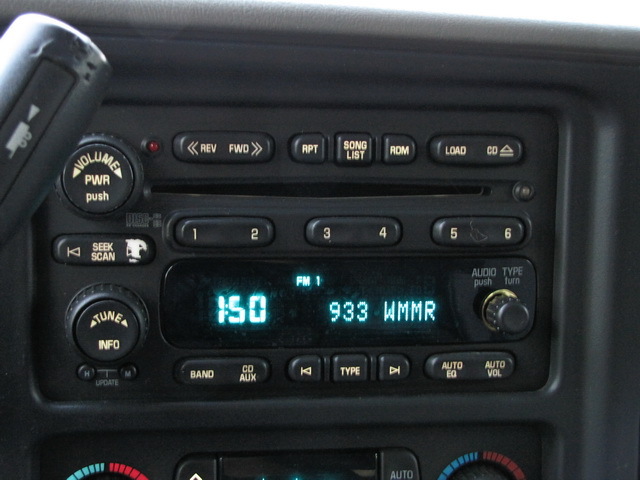 REV FWD
RPT
SONG LIST
RDM
LOAD CD
VOLUME
PWR
push
1 2
3 4
5 6
SEEK
SCAN
FM 1
1:50
933 WMMR
AUDIO TYPE
push turn
TUNE
INFO
H M
UPDATE
BAND
CD
AUX
TYPE
AUTO EQ
AUTO VOL
AUTO